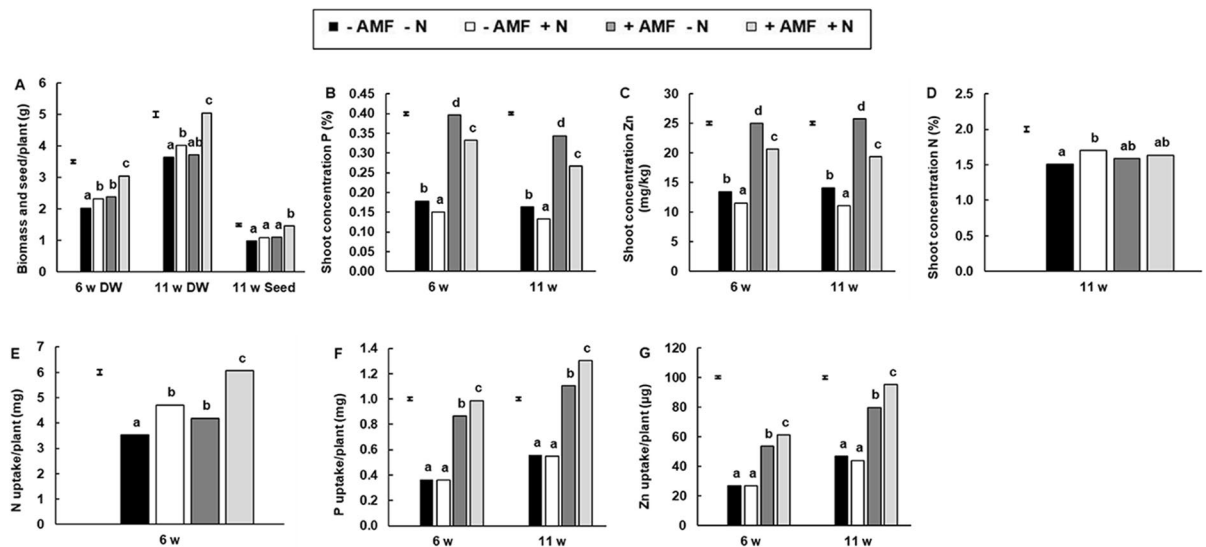 - AMF - N - AMF + N + AMF - N + AMF + N
A
Biomass and seed/plant (g)
6
5
4
3
2
1
0
a b b c
a b ab c
a a a b
6 w DW 11 w DW 11 w Seed
B
Shoot concentration P (%)
0.45
0.40
0.35
0.30
0.25
0.20
0.15
0.10
0.05
0.00
b a d c
b a d c
6 w 11 w
C
Shoot concentration Zn
(mg/kg)
30
25
20
15
10
5
0
b a d c
b a d c
6 w 11 w
D
Shoot concentration N (%)
2.5
2.0
1.5
1.0
0.5
0.0
a b ab ab
11 w
E
N uptake/plant (mg)
7
6
5
4
3
2
1
0
a b b c
6 w
F
P uptake/plant (mg)
1.4
1.2
1.0
0.8
0.6
0.4
0.2
0.0
a a b c
a a b c
6 w 11 w
G
Zn uptake/plant (µg)
120
100
80
60
40
20
0
a a b c
a a b c
6 w 11 w